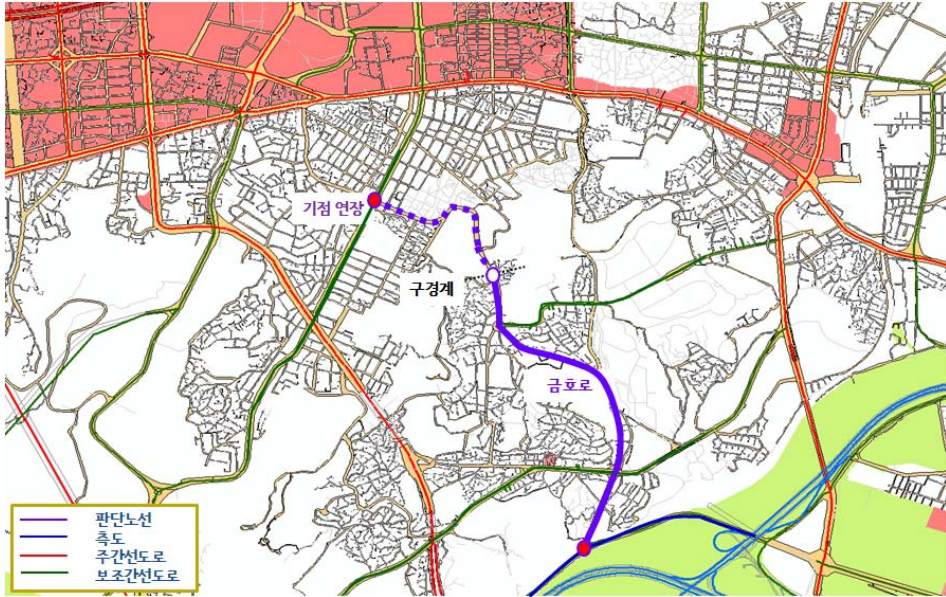 기점 연장
구경계
금호로
판단노선
측도
주간선도로
보조간선도로